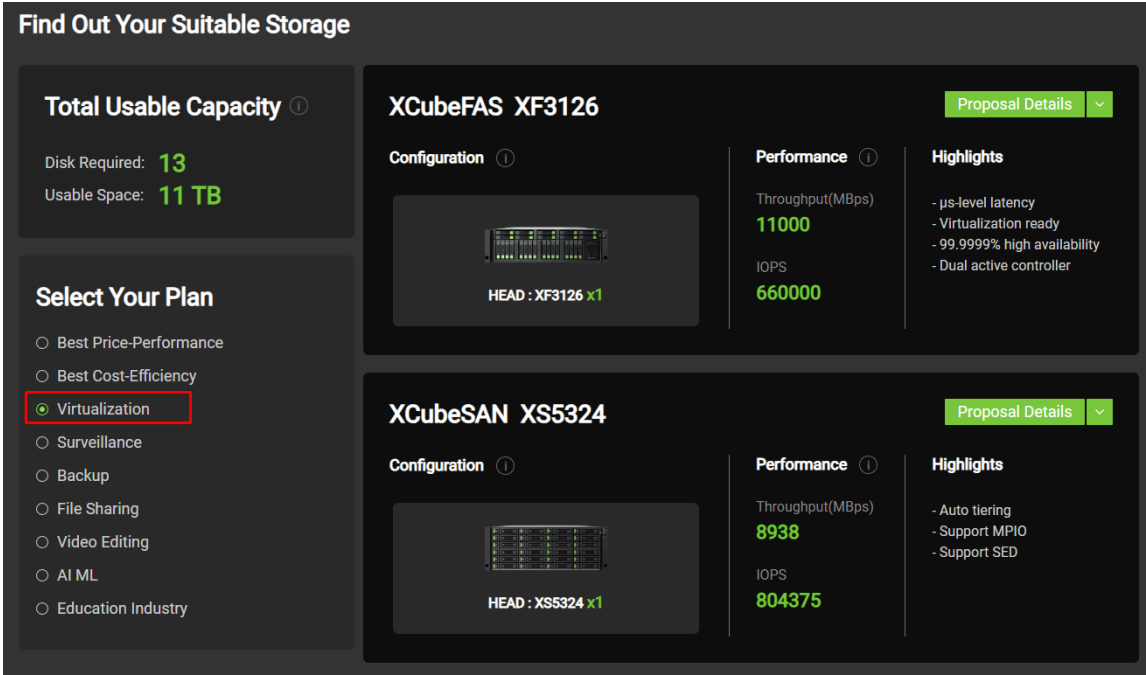 Find Out Your Suitable Storage
Total Usable Capacity
Disk Required: 13
Usable Space: 11 TB
Select Your Plan
Best Price-Performance
Best Cost-Efficiency
Virtualization
Surveillance
Backup
File Sharing
Video Editing
AI ML
Education Industry
XCubeFAS XF3126
Proposal Details
Configuration
HEAD : XF3126 x1
Performance
Throughput(MBps)
11000
IOPS
660000
Highlights
- µs-level latency
- Virtualization ready
- 99.9999% high availability
- Dual active controller
XCubeSAN XS5324
Proposal Details
Configuration
HEAD : XS5324 x1
Performance
Throughput(MBps)
8938
IOPS
804375
Highlights
- Auto tiering
- Support MPIO
- Support SED